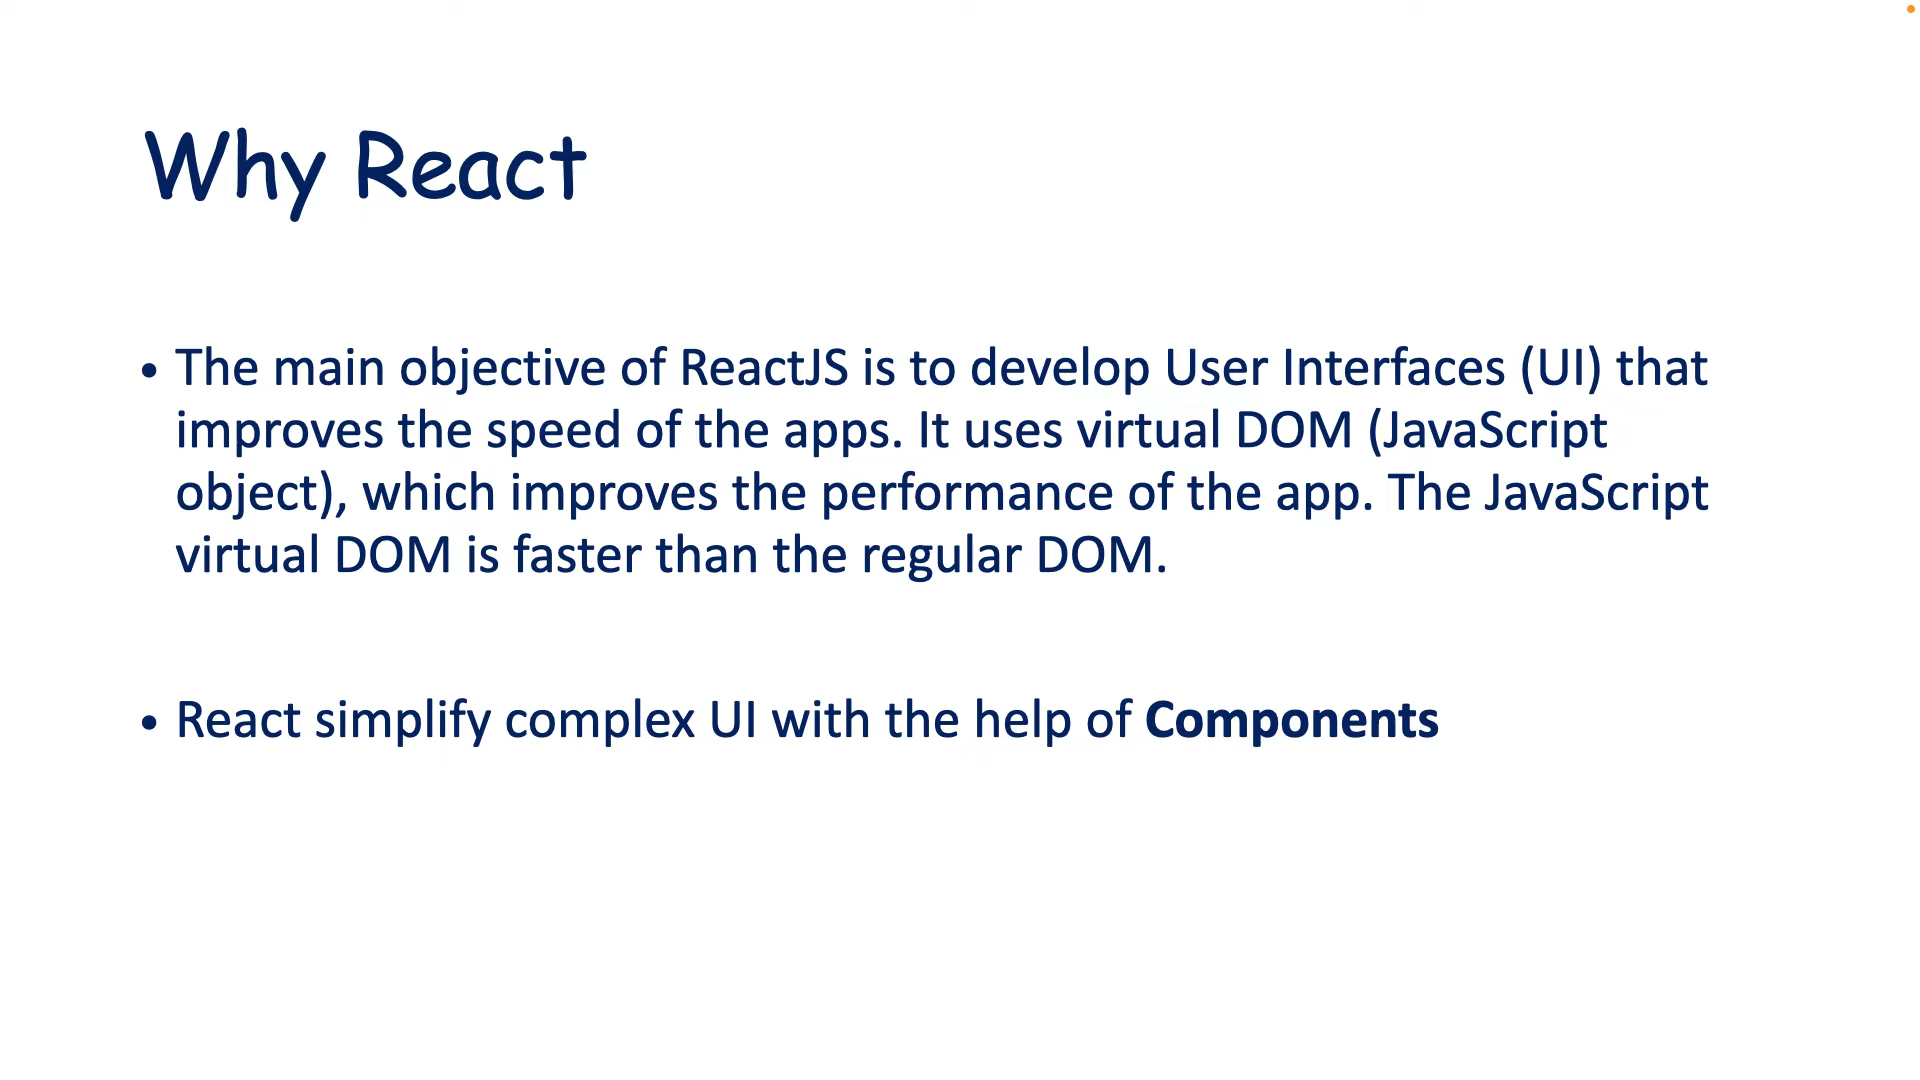 Why React
• The main objective of ReactJS is to develop User Interfaces (UI) that
improves the speed of the apps. It uses virtual DOM (JavaScript
object), which improves the performance of the app. The JavaScript
virtual DOM is faster than the regular DOM.
• React simplify complex UI with the help of Components